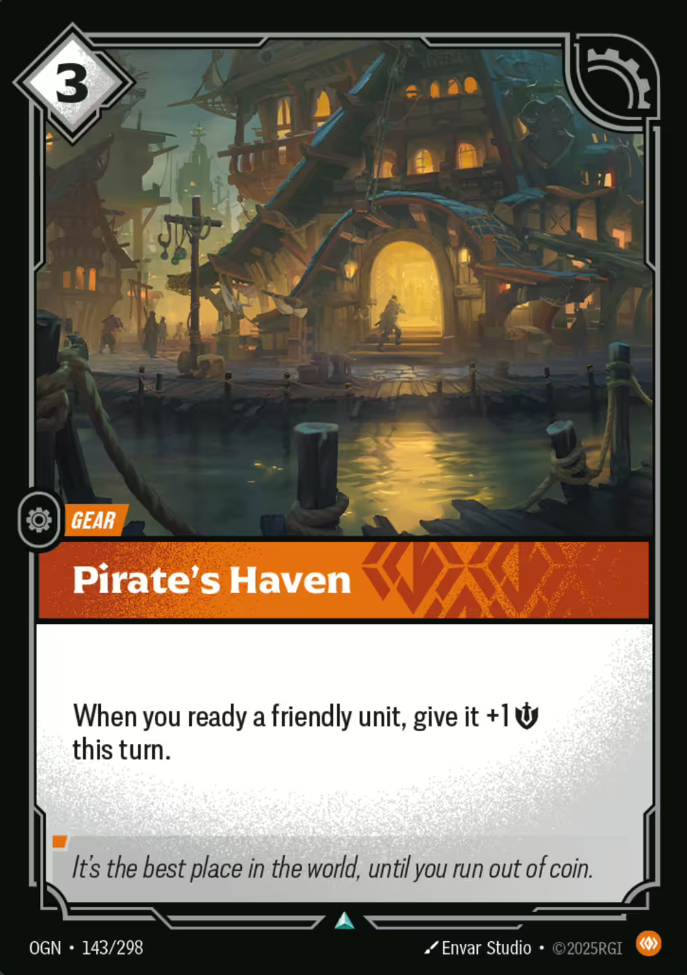 3
GEAR
Pirate's Haven
When you ready a friendly unit, give it +1
this turn.
It's the best place in the world, until you run out of coin.
OGN • 143/298
Envar Studio • ©2025RGI